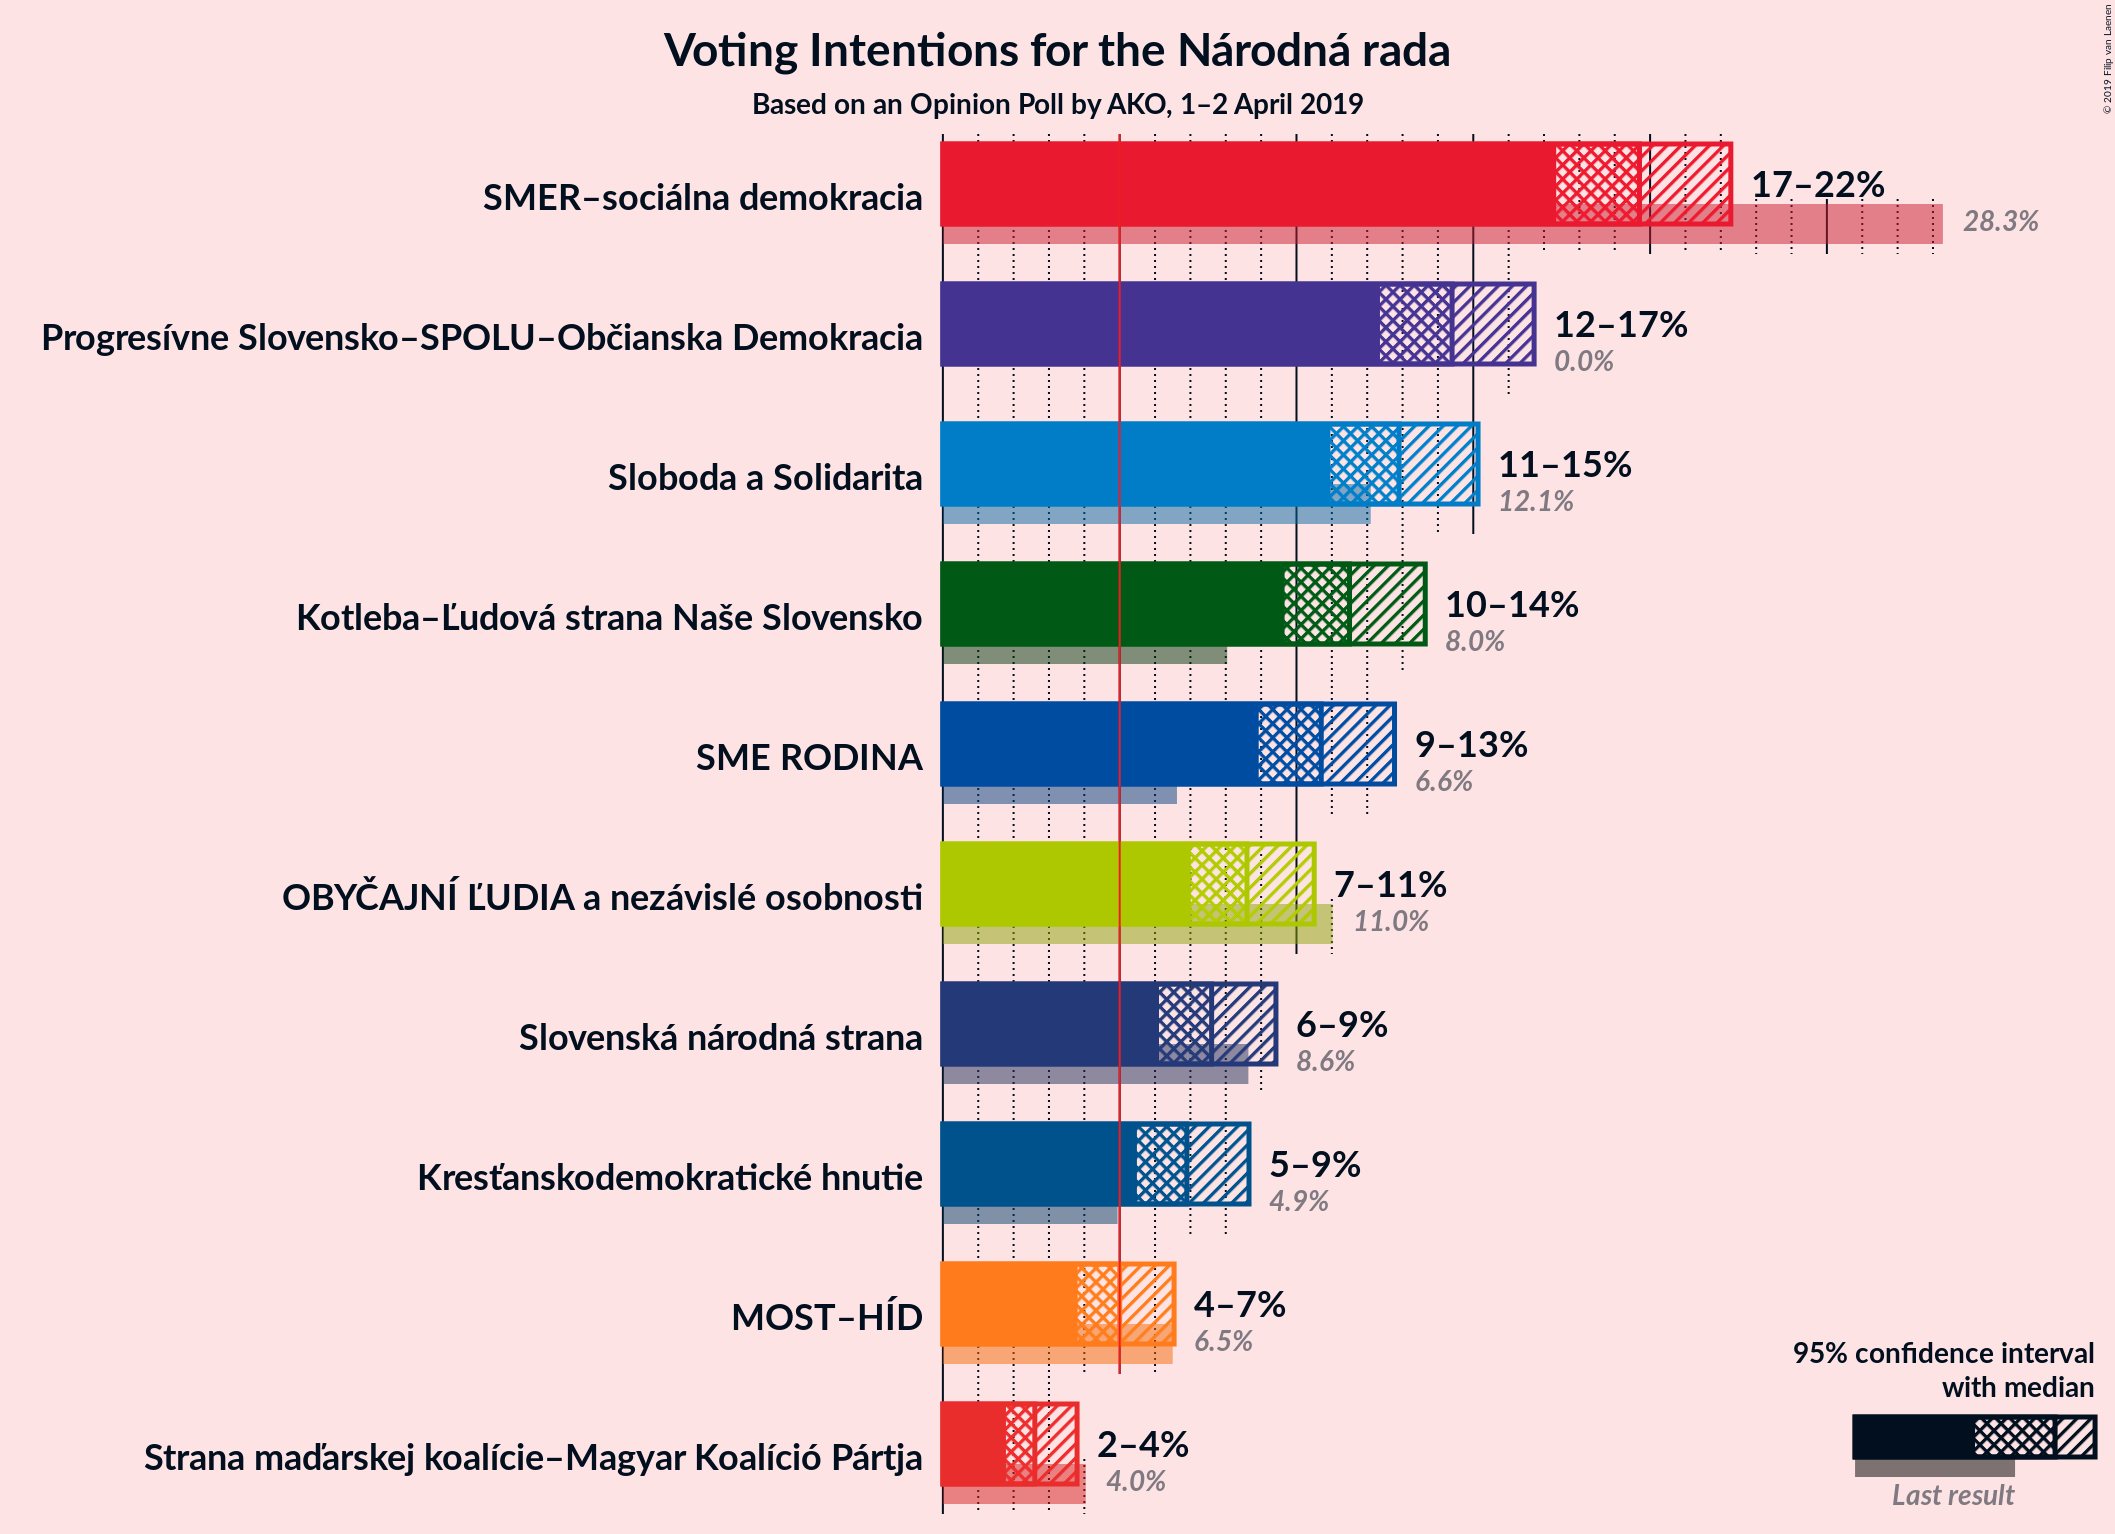 Voting Intentions for the Národná rada
Based on an Opinion Poll by AKO, 1–2 April 2019
© 2019 Filip van Laenen
SMER–sociálna demokracia
17–22%
28.3%
Progresívne Slovensko–SPOLU–Občianska Demokracia
12–17%
0.0%
Sloboda a Solidarita
11–15%
12.1%
Kotleba–Ľudová strana Naše Slovensko
10–14%
8.0%
SME RODINA
9–13%
6.6%
OBYČAJNÍ ĽUDIA a nezávislé osobnosti
7–11%
11.0%
Slovenská národná strana
6–9%
8.6%
Kresťanskodemokratické hnutie
5–9%
4.9%
MOST–HÍD
4–7%
6.5%
Strana maďarskej koalície–Magyar Koalíció Pártja
2–4%
4.0%
95% confidence interval
with median
Last result